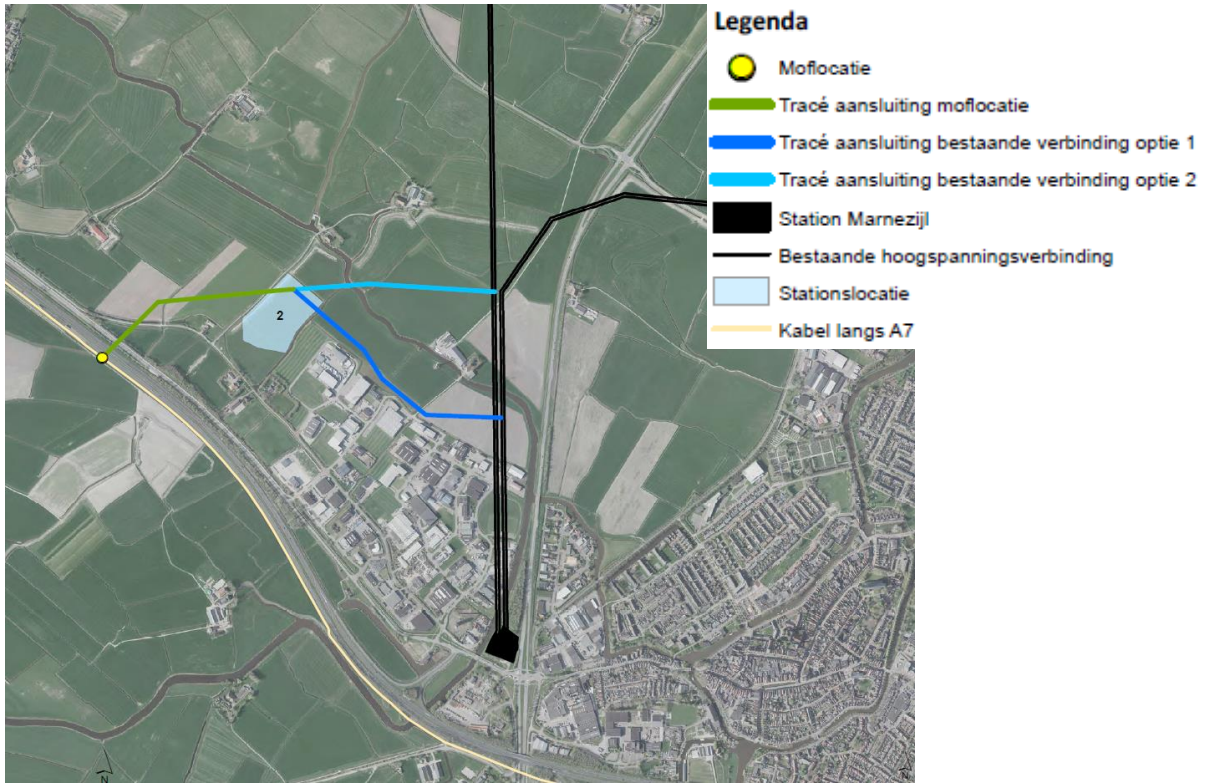 Legenda
Moflocatie
Tracé aansluiting moflocatie
Tracé aansluiting bestaande verbinding optie 1
Tracé aansluiting bestaande verbinding optie 2
Station Marnezijl
Bestaande hoogspanningsverbinding
Stationslocatie
Kabel langs A7
2